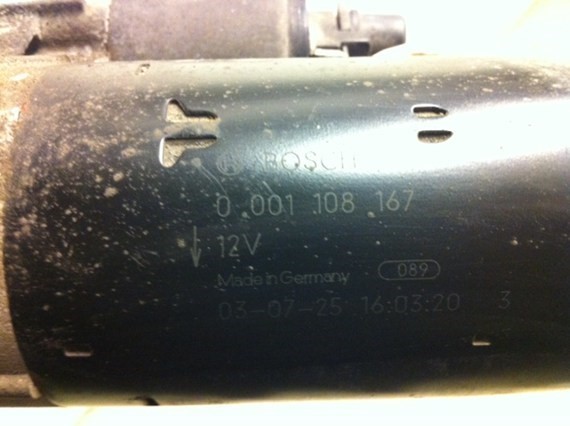 BOSCH
0 001 108 167
12V
Made in Germany 089
03-07-25 16:03:20 3